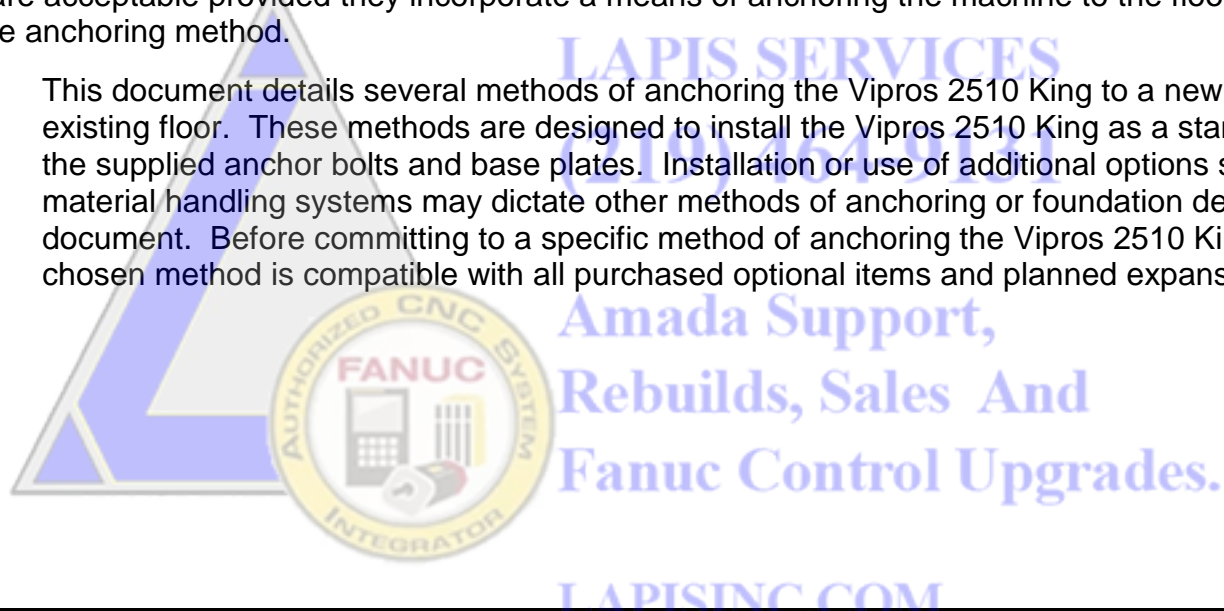 are acceptable provided they incorporate a means of anchoring the machine to the floor
e anchoring method.
LAPIS SERVICES
This document details several methods of anchoring the Vipros 2510 King to a new
existing floor. These methods are designed to install the Vipros 2510 King as a star
(219) 464-9131
the supplied anchor bolts and base plates. Installation or use of additional options s
material handling systems may dictate other methods of anchoring or foundation de
document. Before committing to a specific method of anchoring the Vipros 2510 Ki
chosen method is compatible with all purchased optional items and planned expans
Amada Support,
Rebuilds, Sales And
Fanuc Control Upgrades.
AUTHORIZED CNC SYSTEM
FANUC
INTEGRATOR
LAPISINC.COM